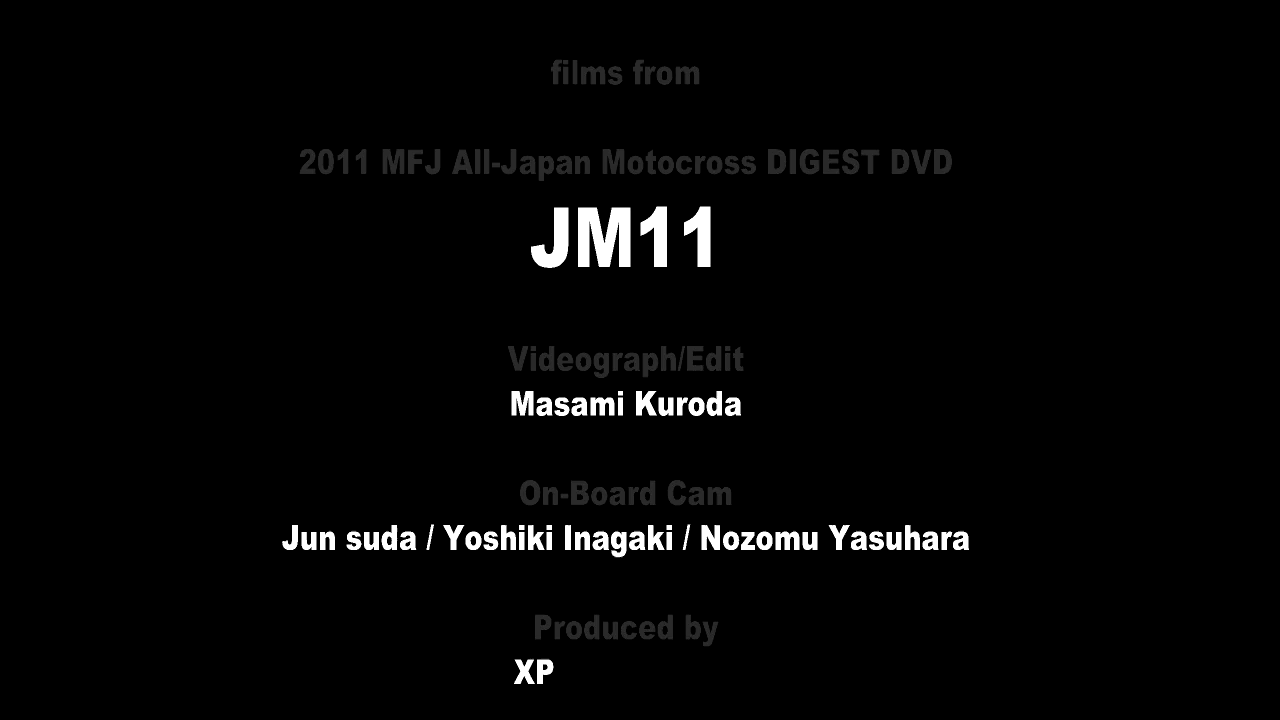 films from
2011 MFJ All-Japan Motocross DIGEST DVD
JM11
Videograph/Edit
Masami Kuroda
On-Board Cam
Jun suda / Yoshiki Inagaki / Nozomu Yasuhara
Produced by
XP